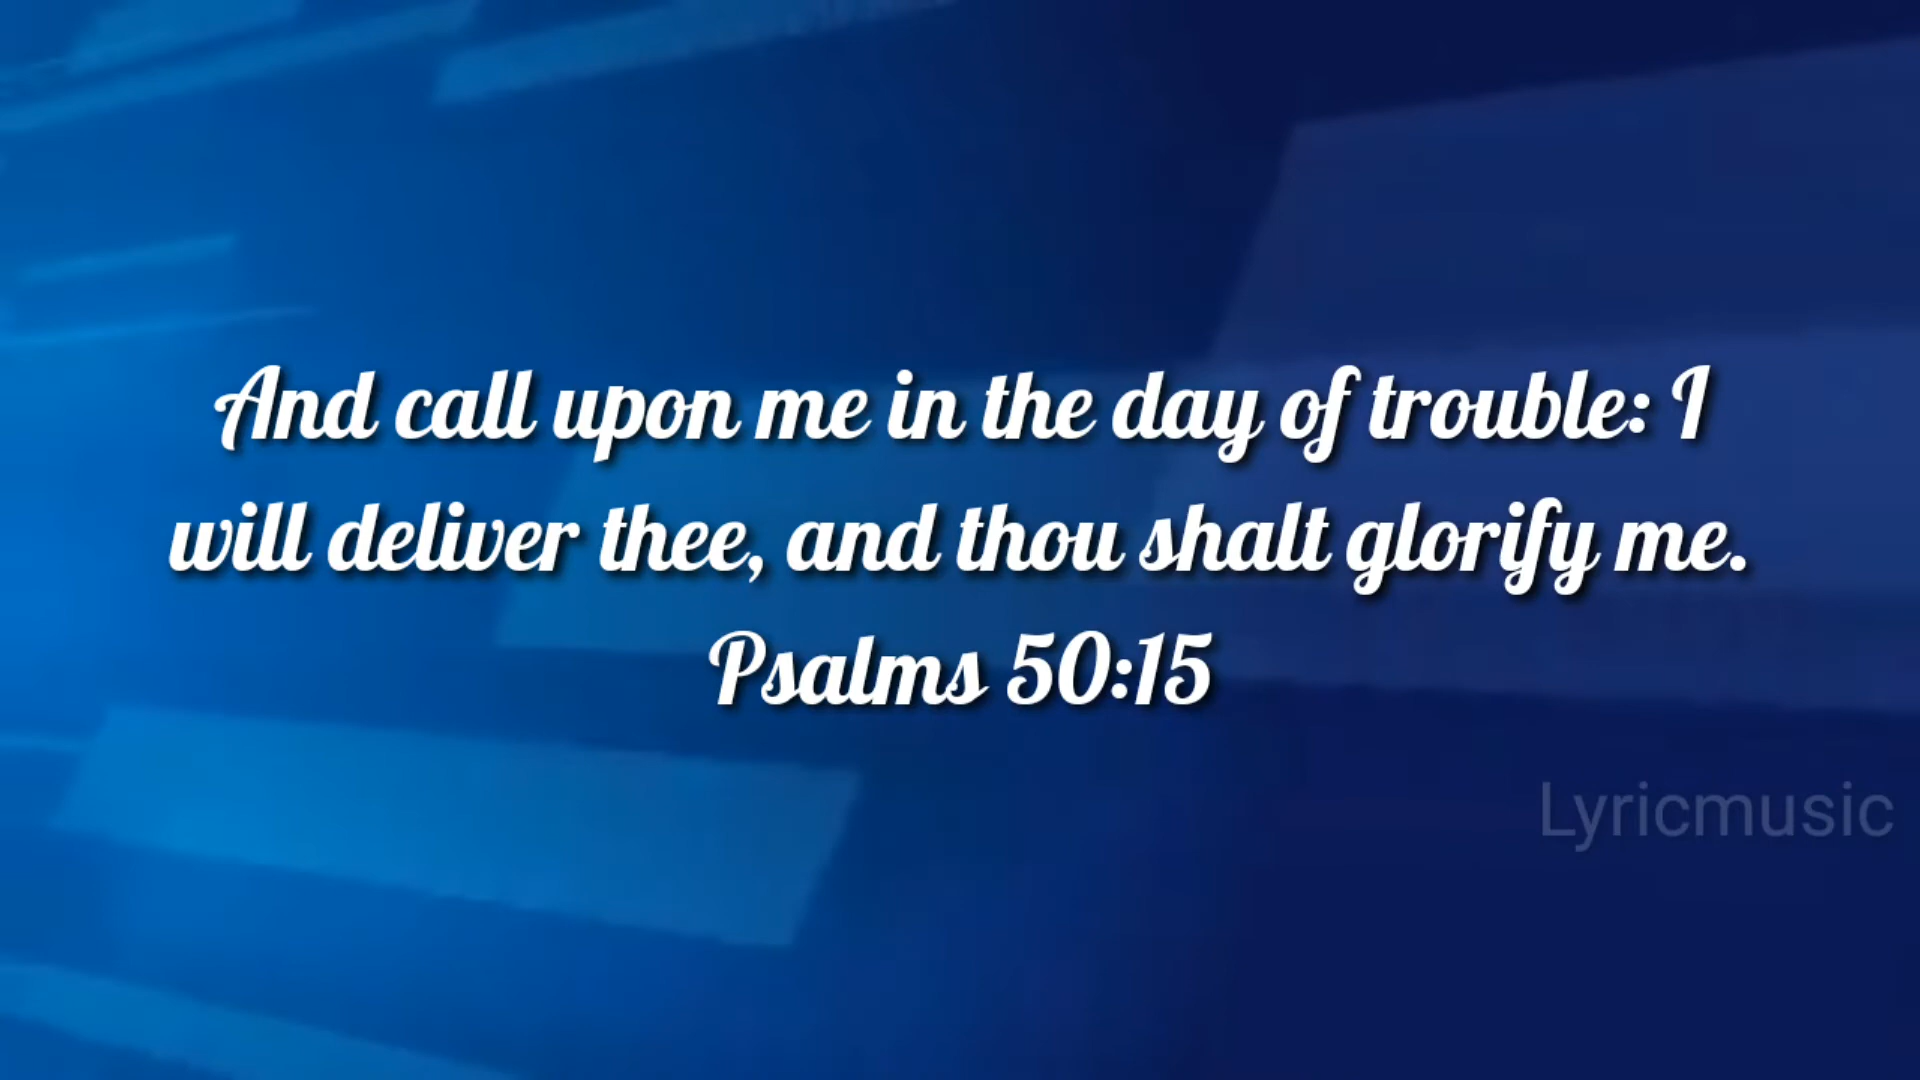 And call upon me in the day of trouble: I
will deliver thee, and thou shalt glorify me.
Psalms 50:15
Lyricmusic